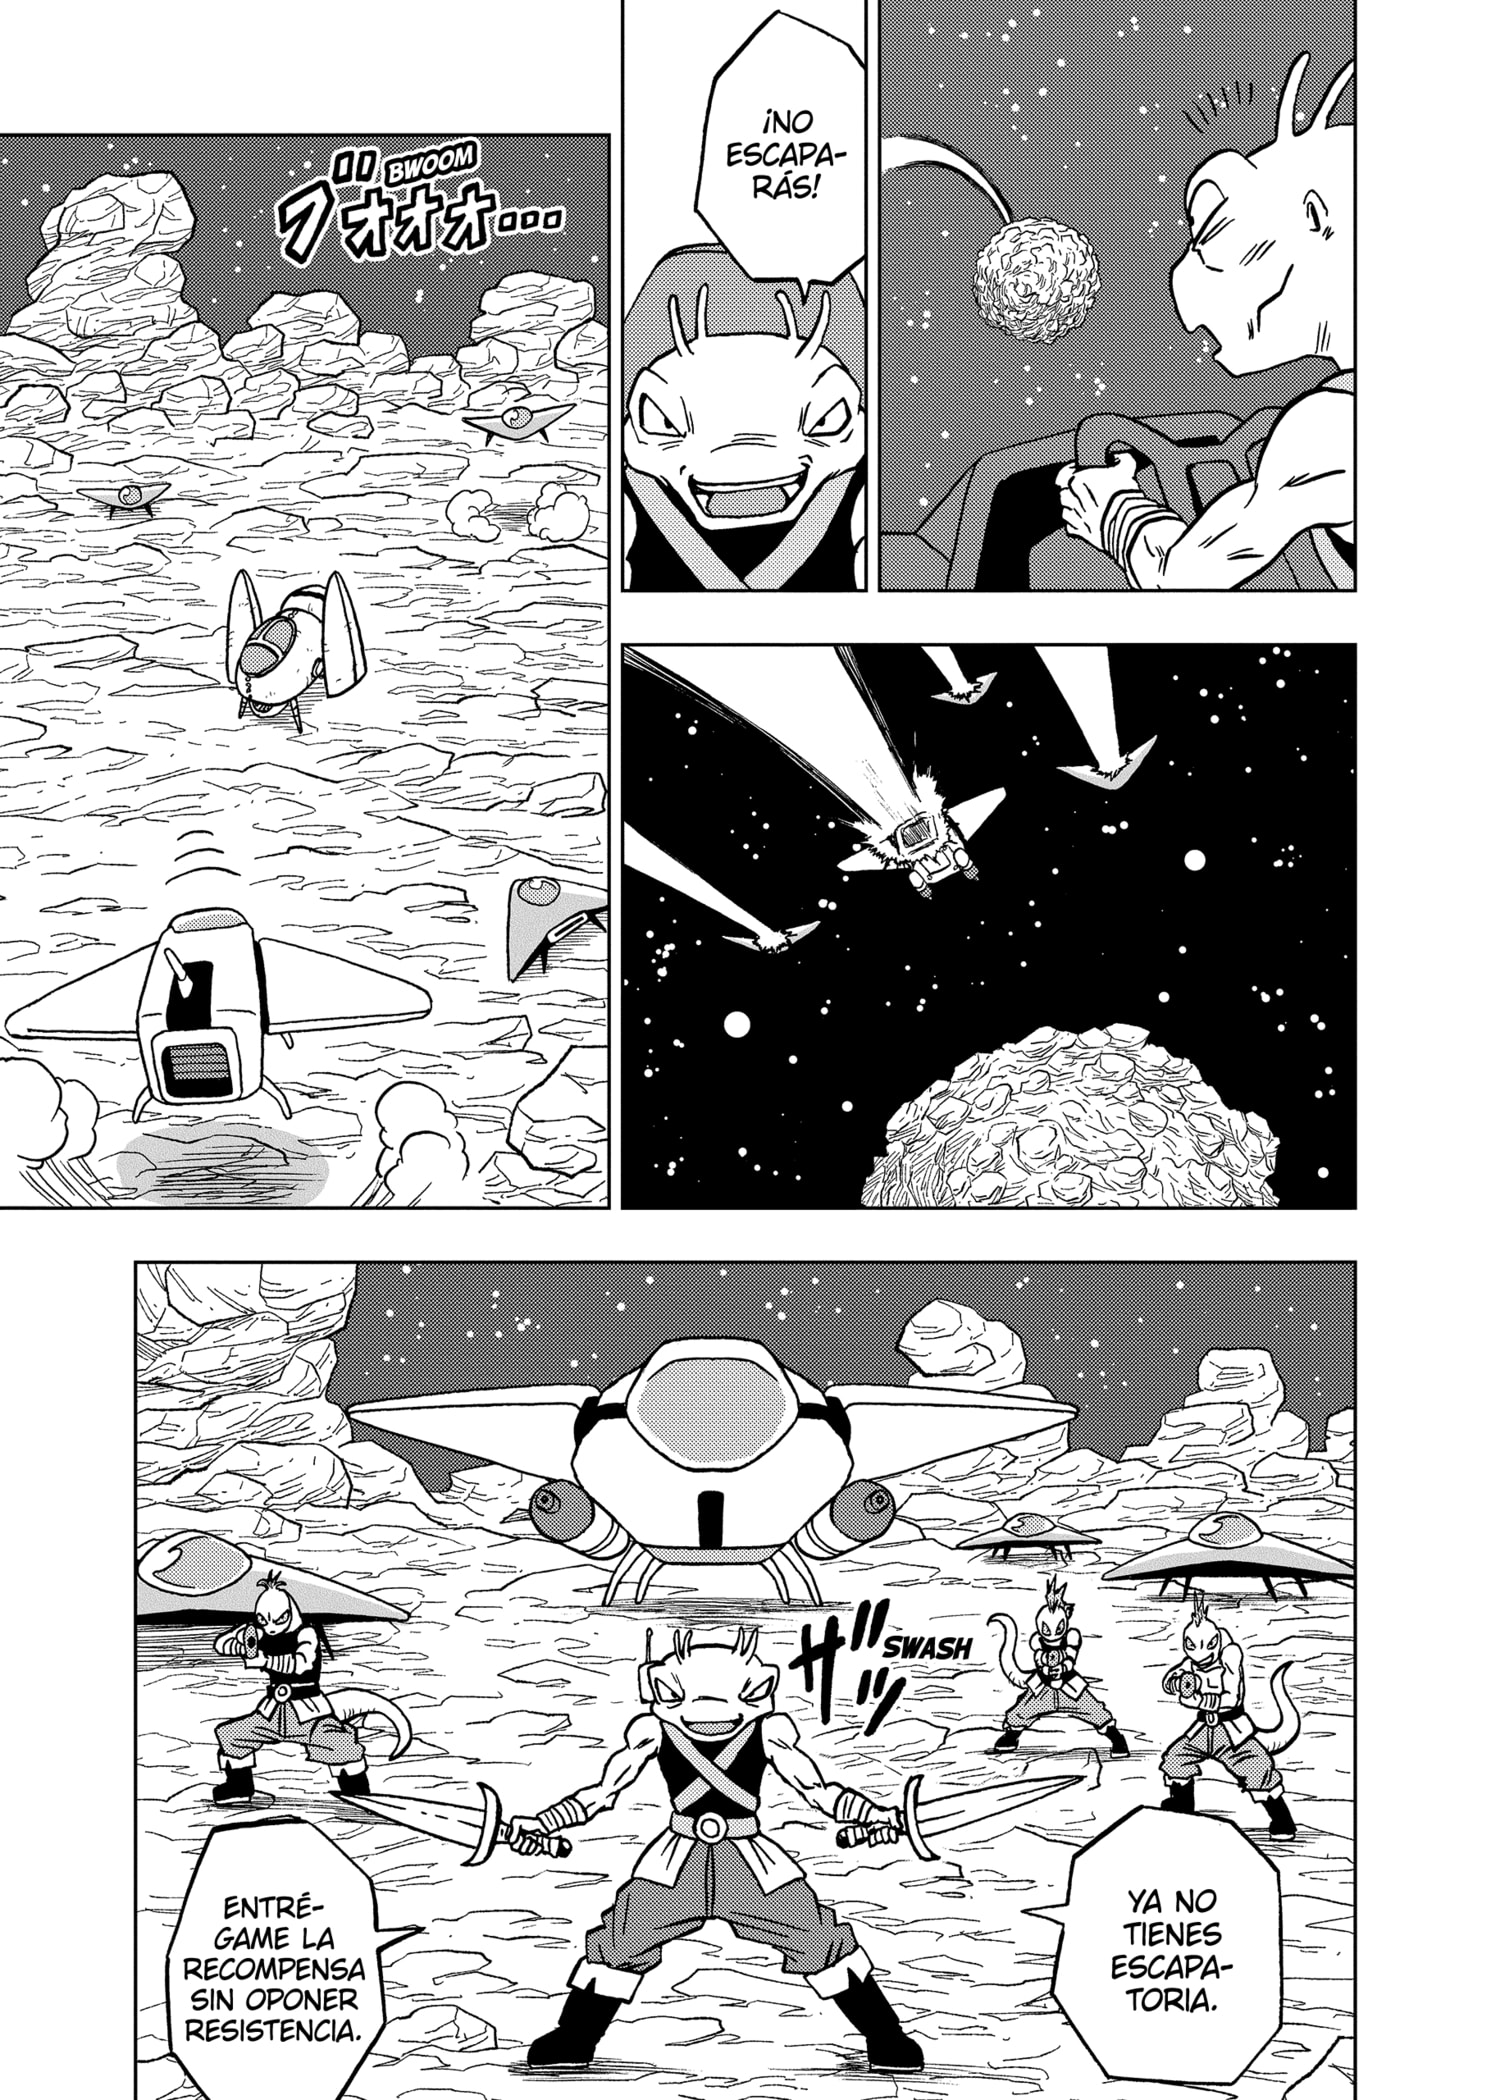 ¡NO
ESCAPA-
RÁS!
BWOOM
ブオオオ...
ザッ
SWASH
YA NO
TIENES
ESCAPA-
TORIA.
ENTRÉ-
GAME LA
RECOMPENSA
SIN OPONER
RESISTENCIA.